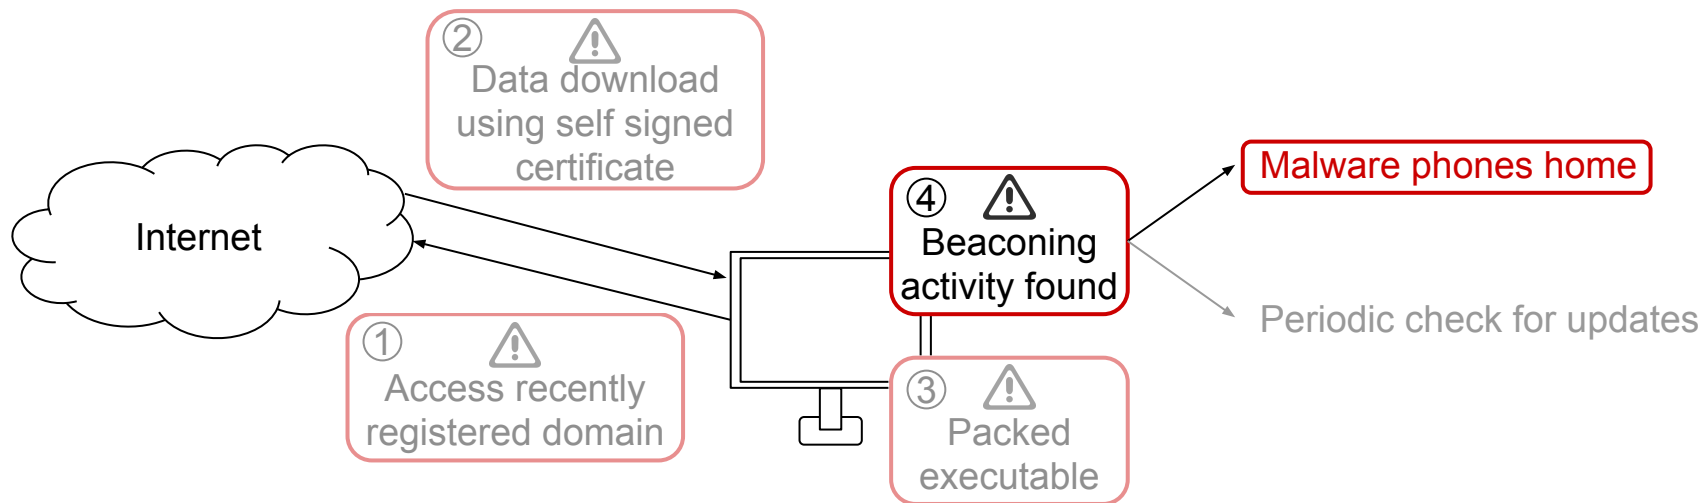 2
Data download
using self signed
certificate
Internet
1
Access recently
registered domain
4
Beaconing
activity found
3
Packed
executable
Malware phones home
Periodic check for updates